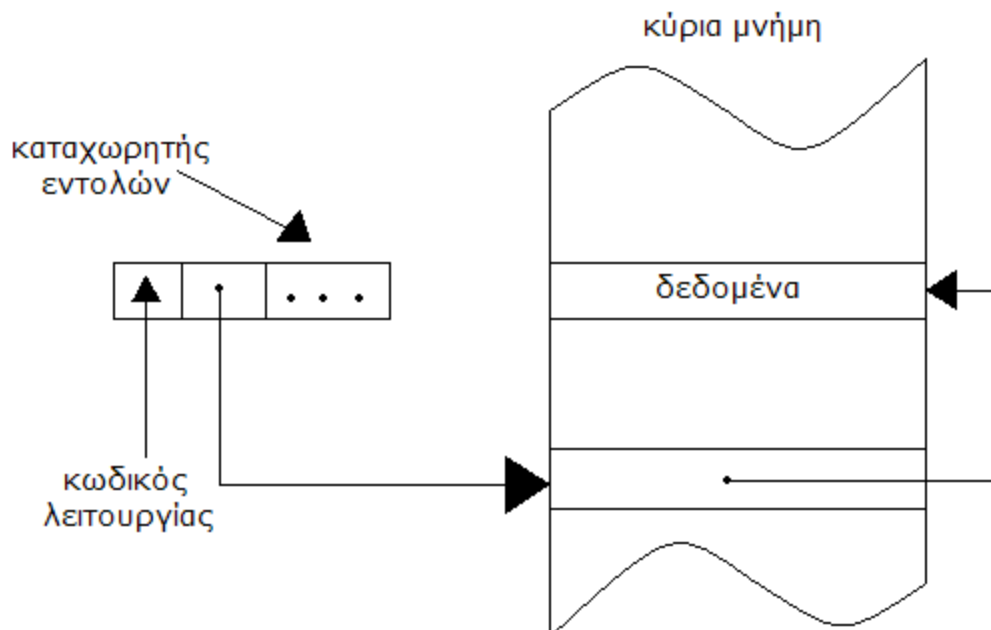 κύρια μνήμη
καταχωρητής
εντολών
δεδομένα
κωδικός
λειτουργίας